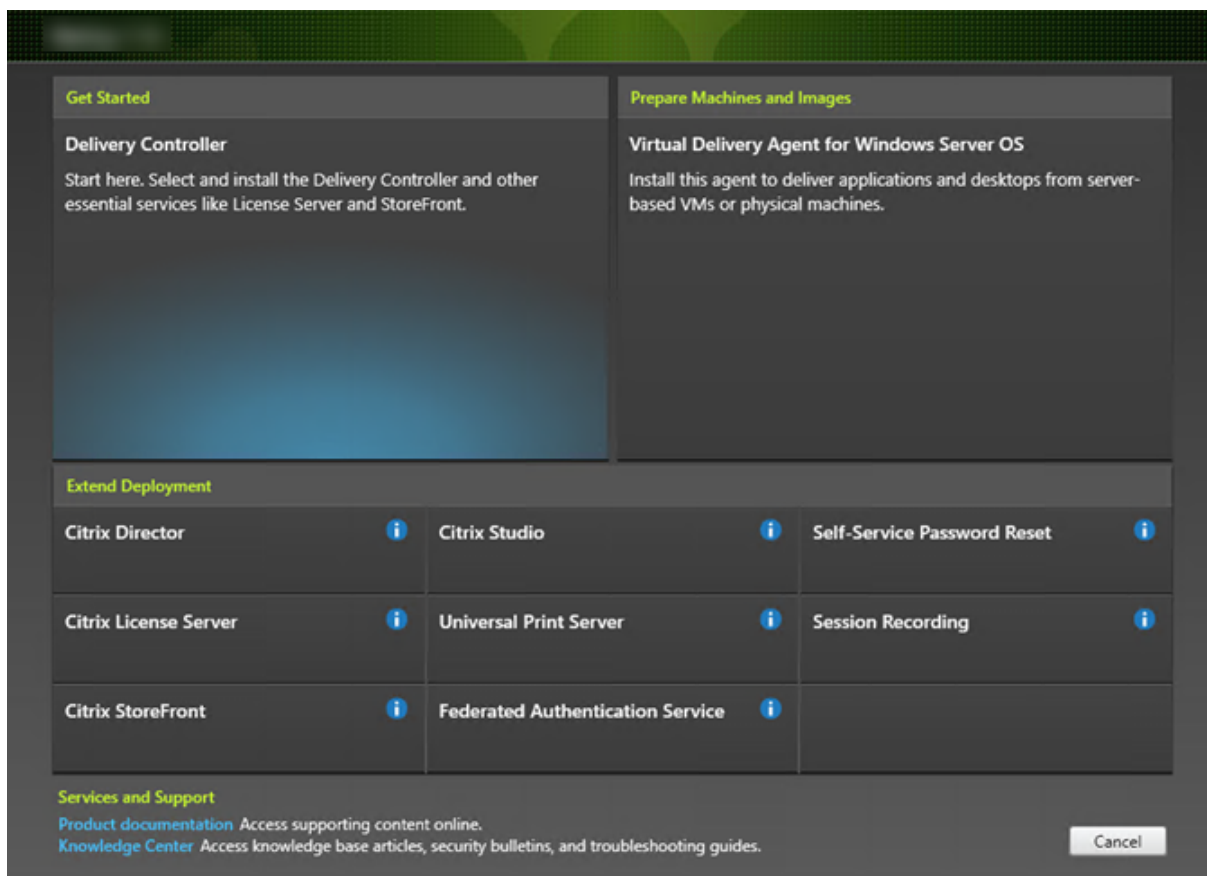 Get Started
Delivery Controller
Start here. Select and install the Delivery Controller and other
essential services like License Server and StoreFront.
Prepare Machines and Images
Virtual Delivery Agent for Windows Server OS
Install this agent to deliver applications and desktops from server-
based VMs or physical machines.
Extend Deployment
Citrix Director
Citrix Studio
Self-Service Password Reset
Citrix License Server
Universal Print Server
Session Recording
Citrix StoreFront
Federated Authentication Service
Services and Support
Product documentation Access supporting content online.
Knowledge Center Access knowledge base articles, security bulletins, and troubleshooting guides.
Cancel